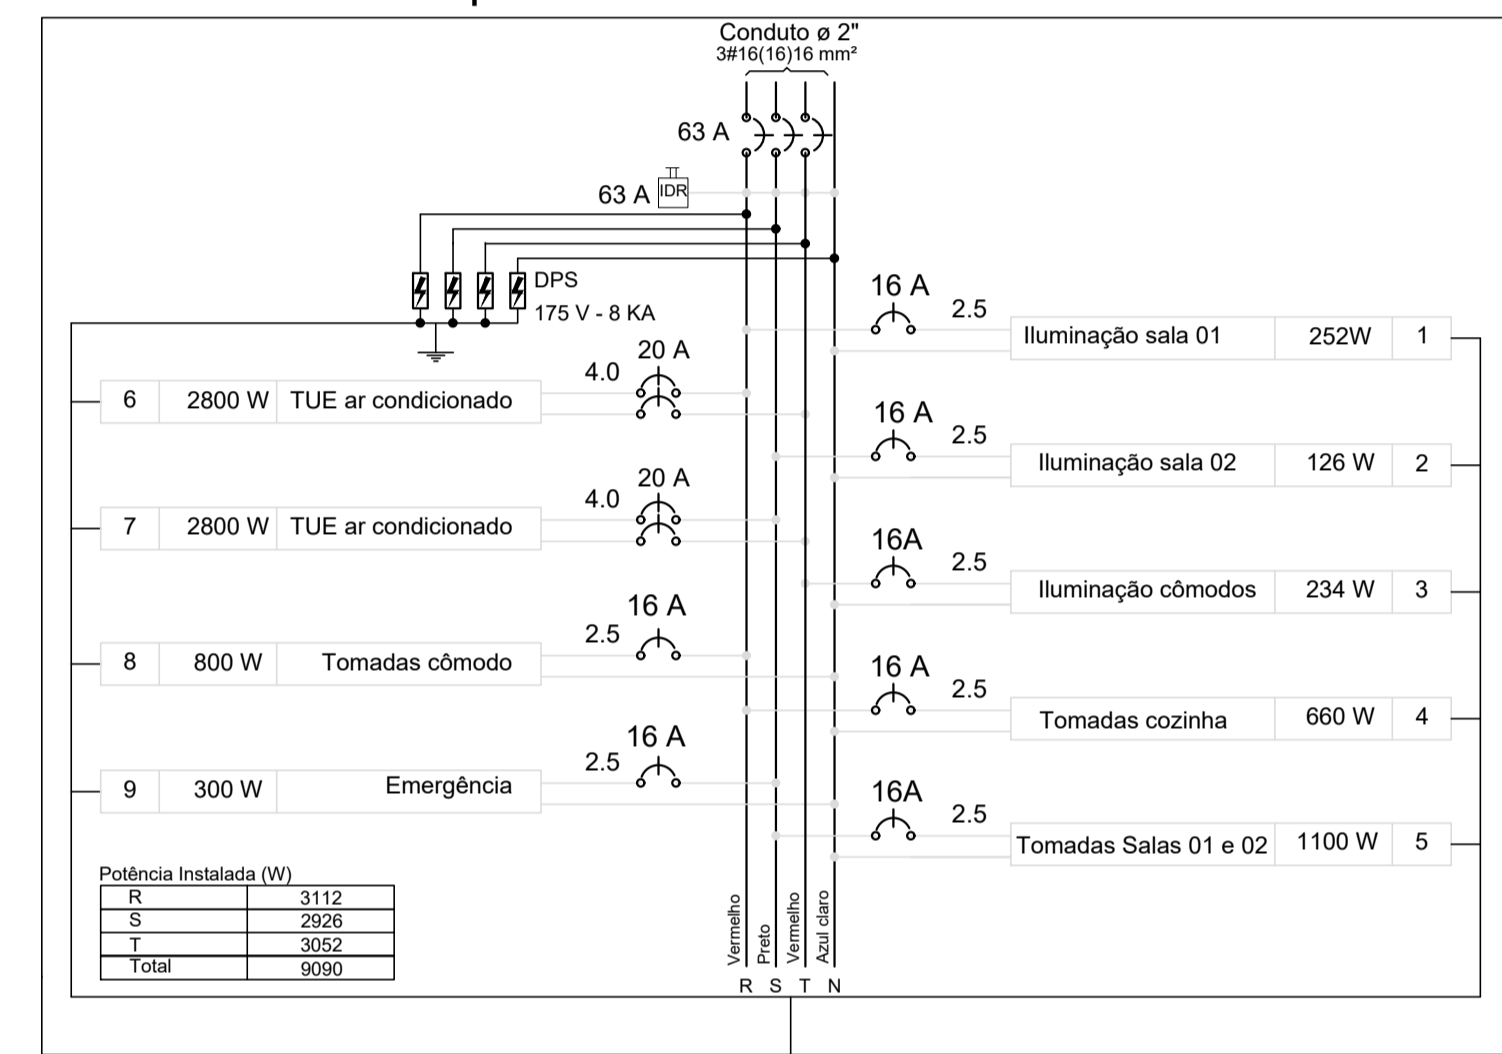 Conduto ø 2"
3#16(16)16 mm²
63 A
63 A
IDR
DPS
175 V - 8 KA
16 A
2.5
Iluminação sala 01 252W 1
20 A
4.0
6 2800 W TUE ar condicionado
16 A
2.5
Iluminação sala 02 126 W 2
20 A
4.0
7 2800 W TUE ar condicionado
16A
2.5
Iluminação cômodos 234 W 3
16 A
2.5
8 800 W Tomadas cômodo
16 A
2.5
Tomadas cozinha 660 W 4
16 A
2.5
9 300 W Emergência
16A
2.5
Tomadas Salas 01 e 02 1100 W 5
Potência Instalada (W)
R 3112
S 2926
T 3052
Total 9090
Vermelho
Preto
Vermelho
Azul claro
R S T N